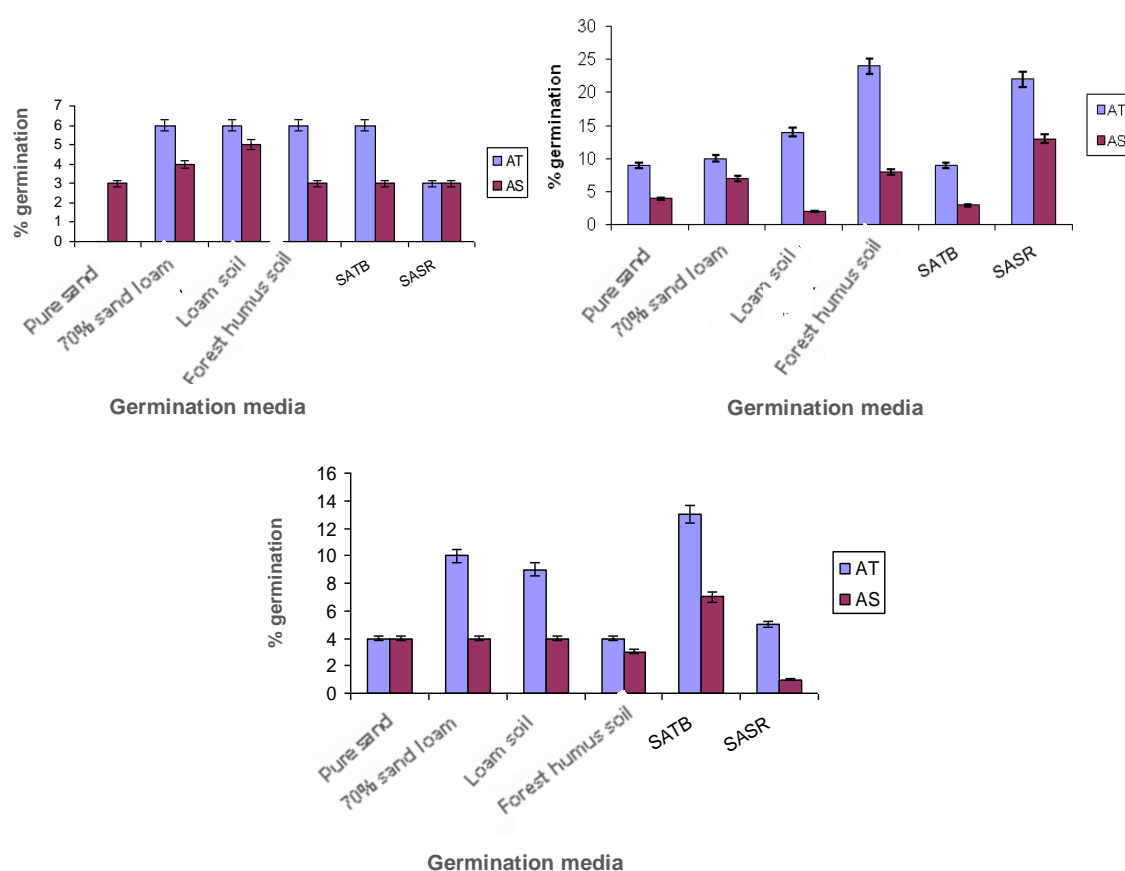 % germination
7
6
5
4
3
2
1
0
AT
AS
Pure sand
70% sand loam
Loam soil
Forest humus soil
SATB
SASR
Germination media
% germination
30
25
20
15
10
5
0
AT
AS
Pure sand
70% sand loam
Loam soil
Forest humus soil
SATB
SASR
Germination media
% germination
16
14
12
10
8
6
4
2
0
AT
AS
Pure sand
70% sand loam
Loam soil
Forest humus soil
SATB
SASR
Germination media